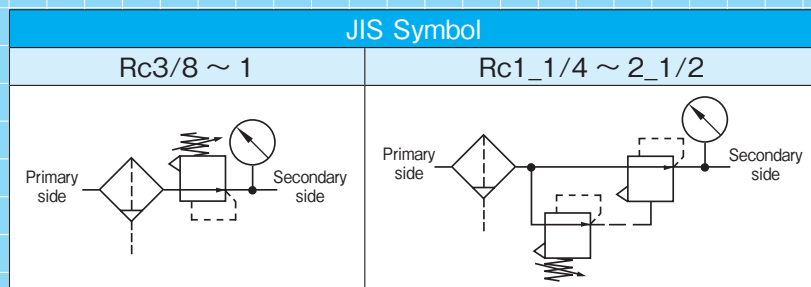 JIS Symbol
Rc3/8 ～ 1
Rc1_1/4 ～ 2_1/2
Primary
side
Secondary
side
Primary
side
Secondary
side